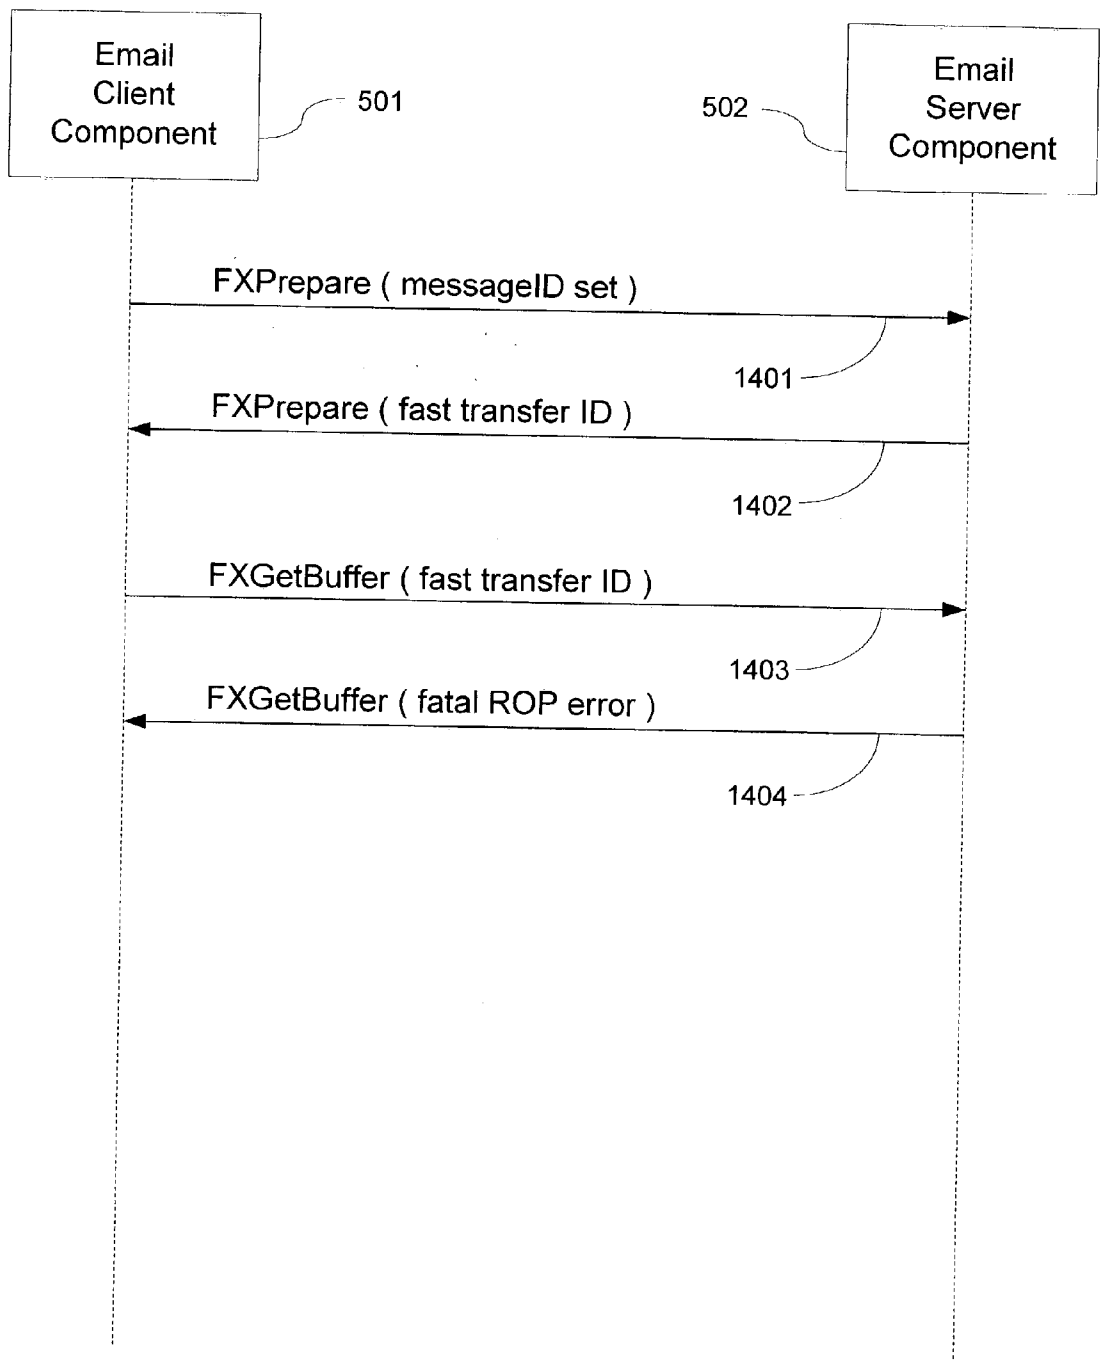 Email
Client
Component
501
502
Email
Server
Component
FXPrepare ( messageID set )
1401
FXPrepare ( fast transfer ID )
1402
FXGetBuffer ( fast transfer ID )
1403
FXGetBuffer ( fatal ROP error )
1404